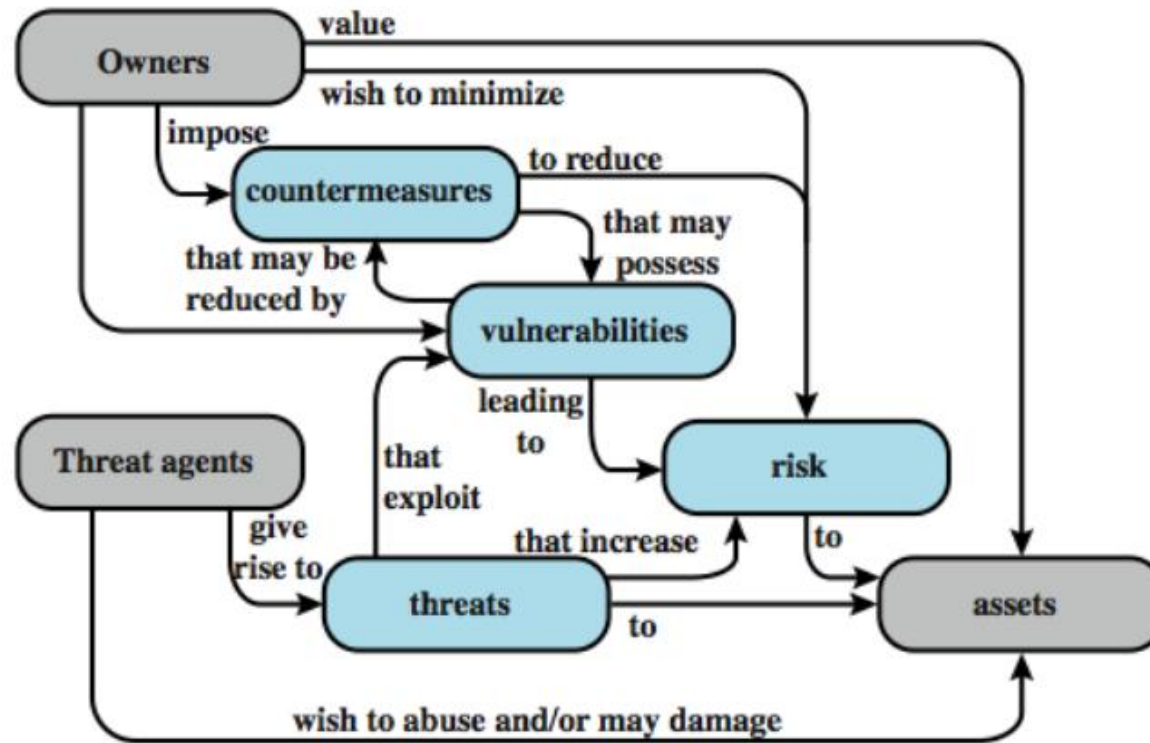 value
Owners
wish to minimize
impose
to reduce
countermeasures
that may
possess
that may be
reduced by
vulnerabilities
leading
to
Threat agents
that
exploit
risk
give
rise to
that increase
to
threats
to
assets
wish to abuse and/or may damage